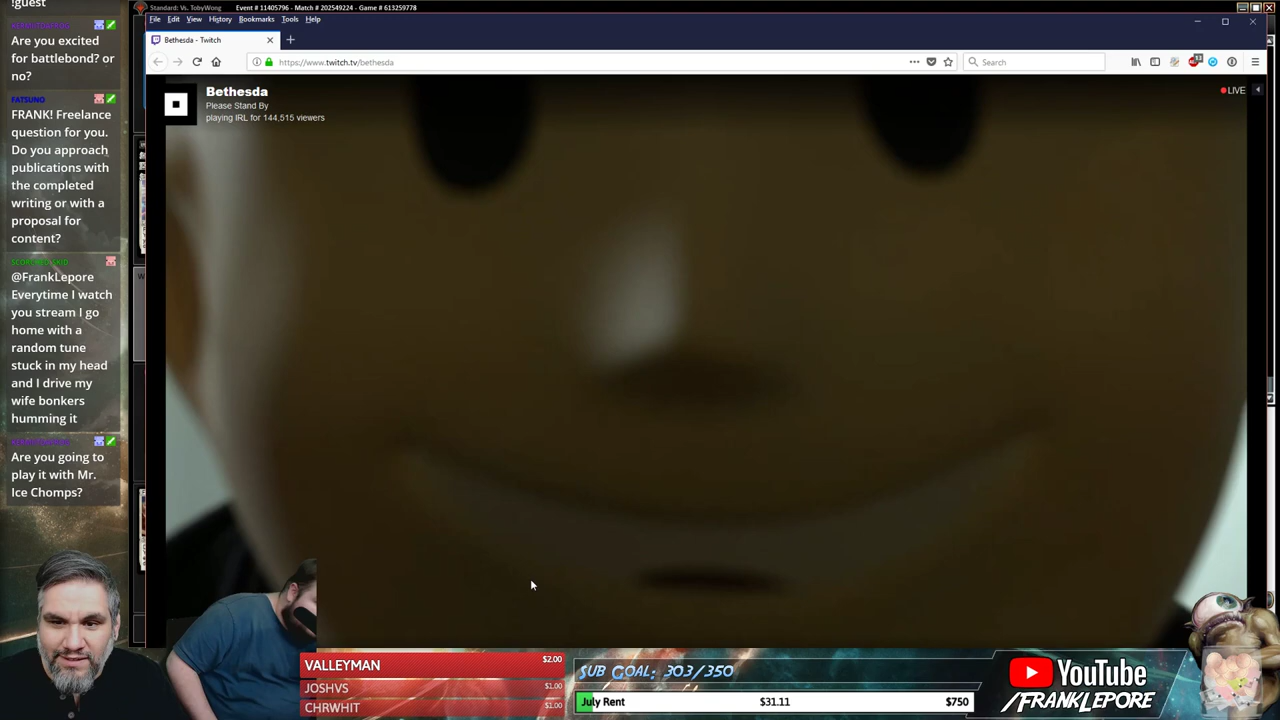 !guest
Are you excited
for battlebond? or
no?
FATSUNO
FRANK! Freelance
question for you.
Do you approach
publications with
the completed
writing or with a
proposal for
content?
@FrankLepore
Everytime I watch
you stream I go
home with a
random tune
stuck in my head
and I drive my
wife bonkers
humming it
Are you going to
play it with Mr.
Ice Chomps?
Standard: Vs. TobyWong
Event # 11405796 - Match # 202549224 - Game # 613259778
File Edit View History Bookmarks Tools Help
Bethesda - Twitch
https://www.twitch.tv/bethesda
Search
Bethesda
Please Stand By
playing IRL for 144,515 viewers
LIVE
VALLEYMAN $2.00
JOSHVS $1.00
CHRWHIT $1.00
SUB GOAL: 303/350
July Rent $31.11 $750
YouTube
/FRANKLEPORE